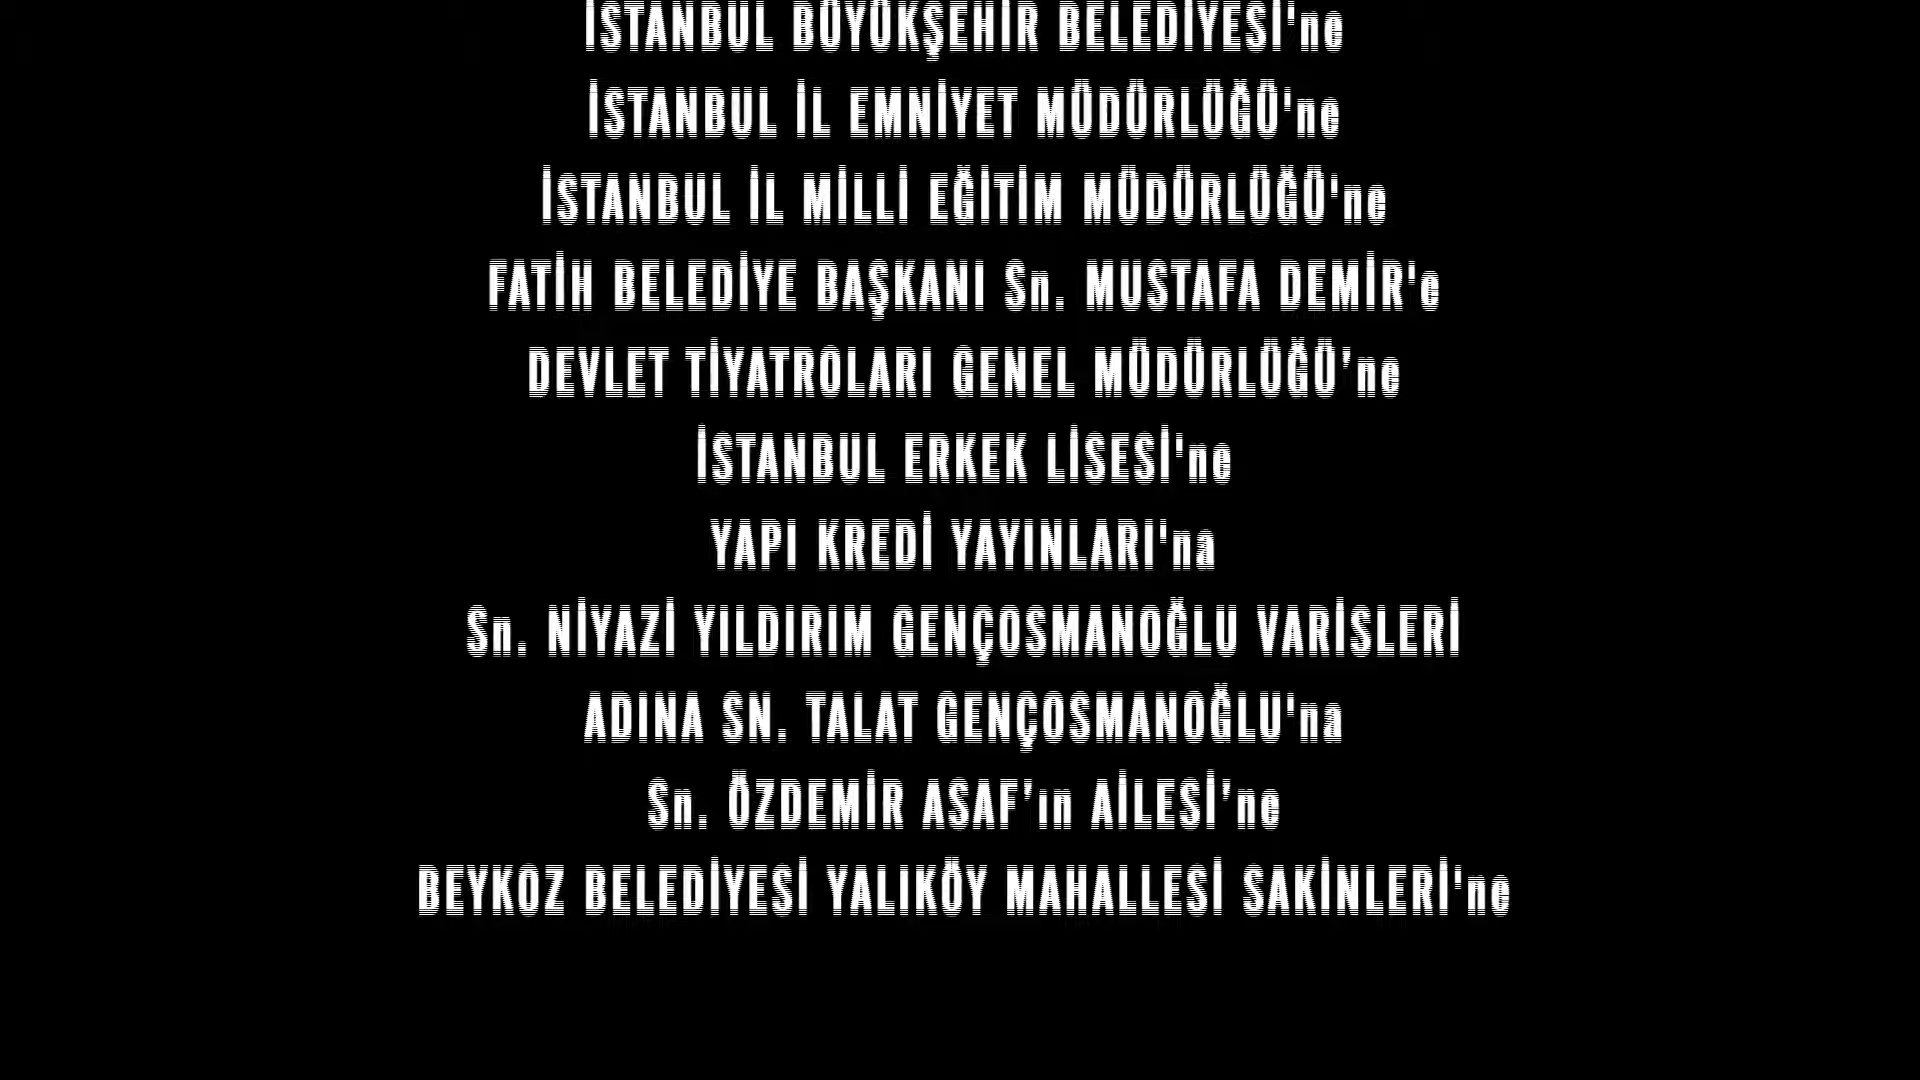 İSTANBUL BÜYÜKŞEHİR BELEDİYESİ'ne
İSTANBUL İL EMNİYET MÜDÜRLÜĞÜ'ne
İSTANBUL İL MİLLİ EĞİTİM MÜDÜRLÜĞÜ'ne
FATİH BELEDİYE BAŞKANI Sn. MUSTAFA DEMİR'e
DEVLET TİYATROLARI GENEL MÜDÜRLÜĞÜ’ne
İSTANBUL ERKEK LİSESİ'ne
YAPI KREDİ YAYINLARI'na
Sn. NİYAZİ YILDIRIM GENÇOSMANOĞLU VARİSLERİ
ADINA SN. TALAT GENÇOSMANOĞLU'na
Sn. ÖZDEMİR ASAF’ın AİLESİ’ne
BEYKOZ BELEDİYESİ YALIKÖY MAHALLESİ SAKİNLERİ'ne